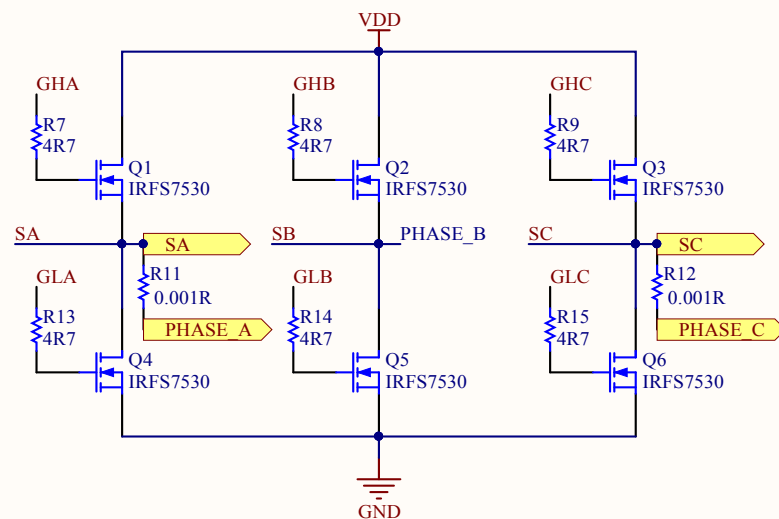 VDD
GHA
GHB
GHC
R7
4R7
R8
4R7
R9
4R7
Q1
IRFS7530
Q2
IRFS7530
Q3
IRFS7530
SA
SA
SB
PHASE_B
SC
SC
GLA
R11
0.001R
GLB
GLC
R12
0.001R
R13
4R7
PHASE_A
R14
4R7
R15
4R7
PHASE_C
Q4
IRFS7530
Q5
IRFS7530
Q6
IRFS7530
GND